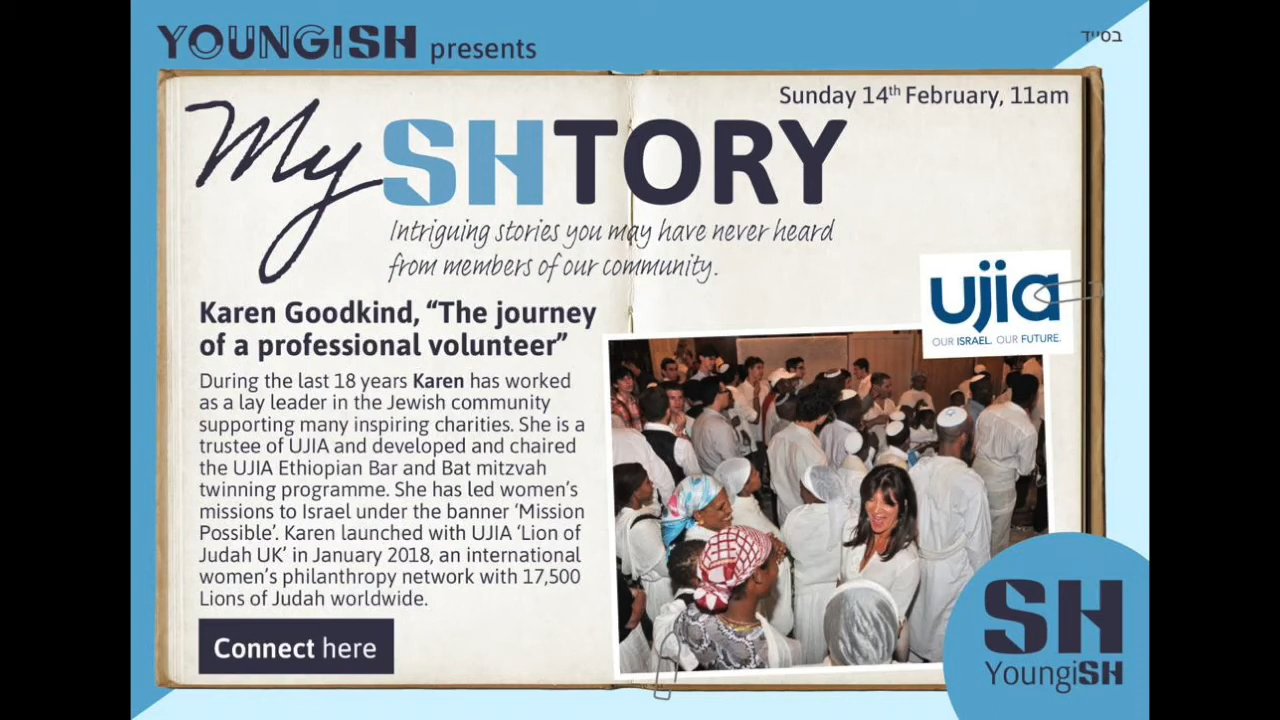 YOUNGISH presents
בס״ד
Sunday 14th February, 11am
My SHTORY
Intriguing stories you may have never heard
from members of our community.
ujia
OUR ISRAEL. OUR FUTURE.
Karen Goodkind, “The journey
of a professional volunteer”
During the last 18 years Karen has worked
as a lay leader in the Jewish community
supporting many inspiring charities. She is a
trustee of UJIA and developed and chaired
the UJIA Ethiopian Bar and Bat mitzvah
twinning programme. She has led women’s
missions to Israel under the banner ‘Mission
Possible’. Karen launched with UJIA ‘Lion of
Judah UK’ in January 2018, an international
women’s philanthropy network with 17,500
Lions of Judah worldwide.
Connect here
SH
YoungiSH